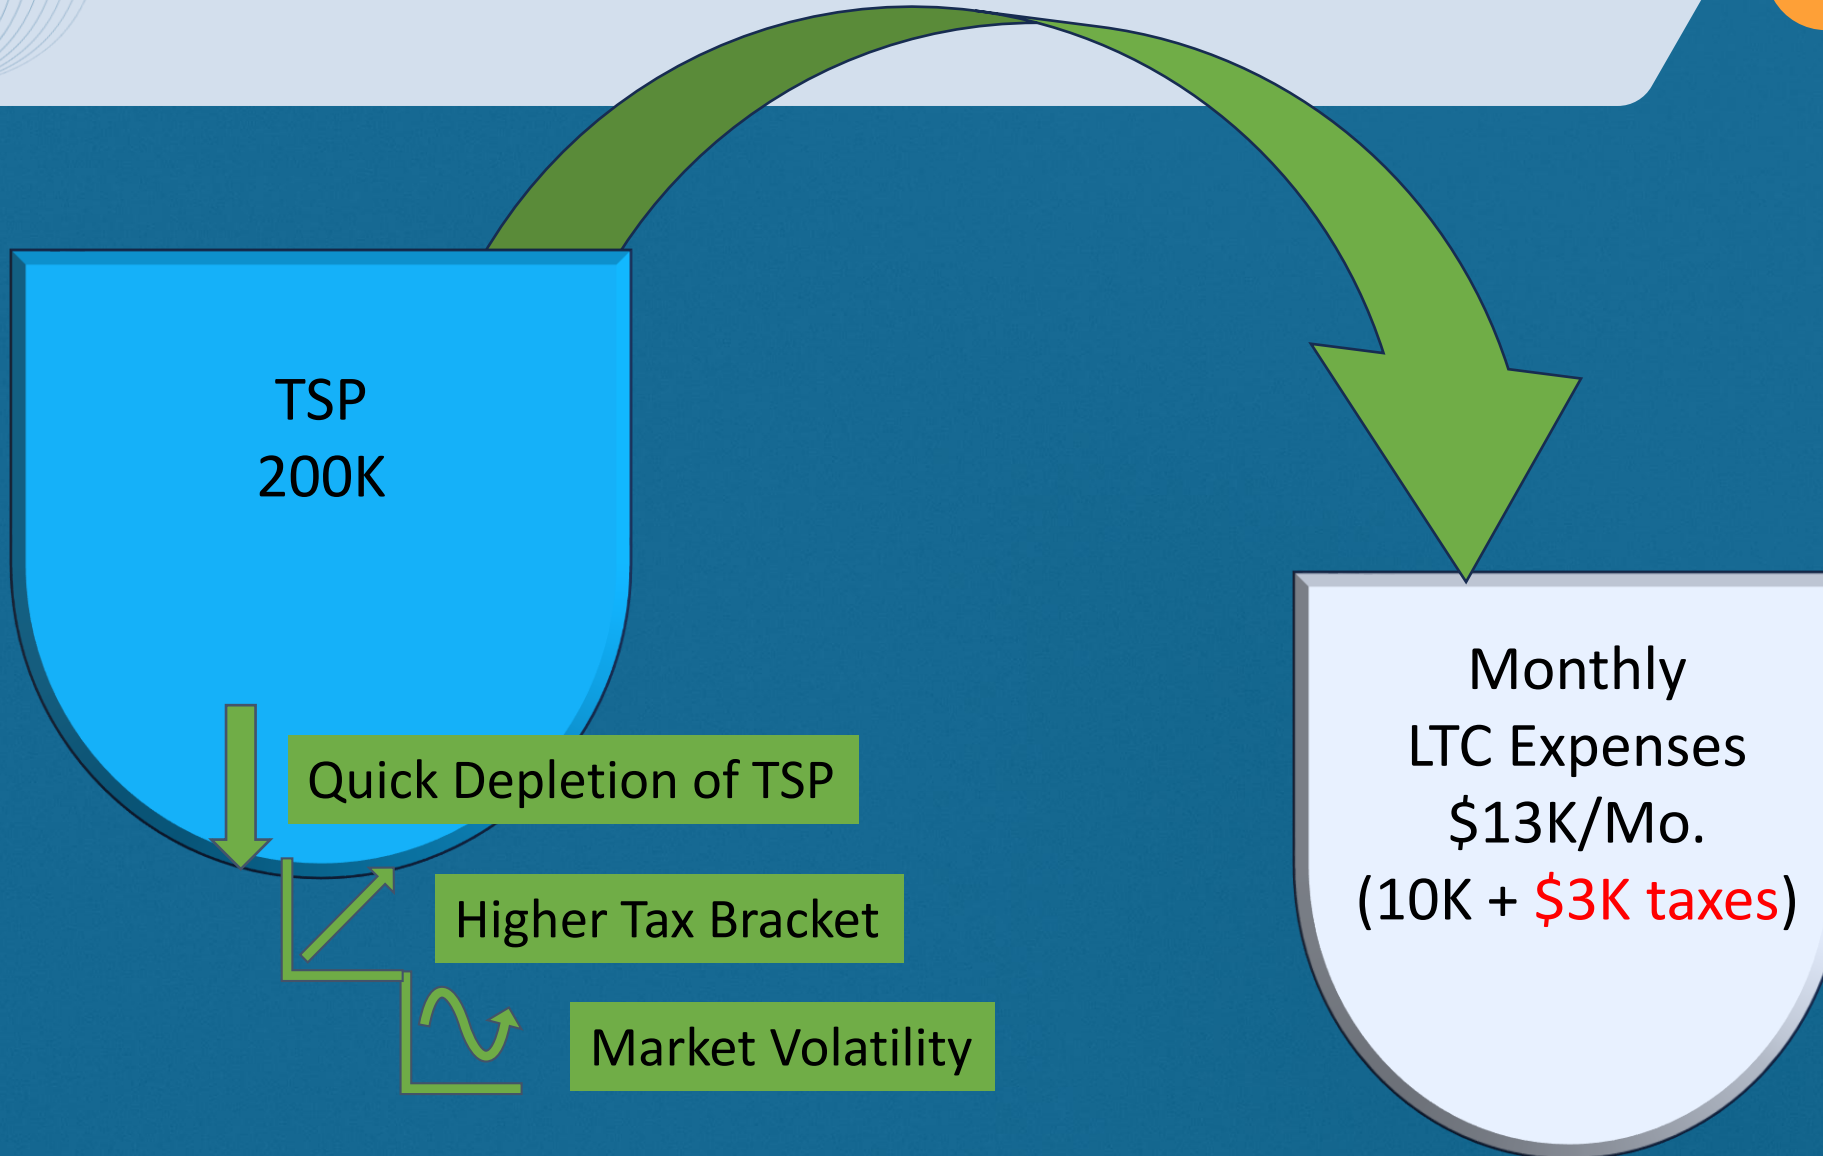 TSP
200K
Quick Depletion of TSP
Higher Tax Bracket
Market Volatility
Monthly
LTC Expenses
$13K/Mo.
(10K + $3K taxes)